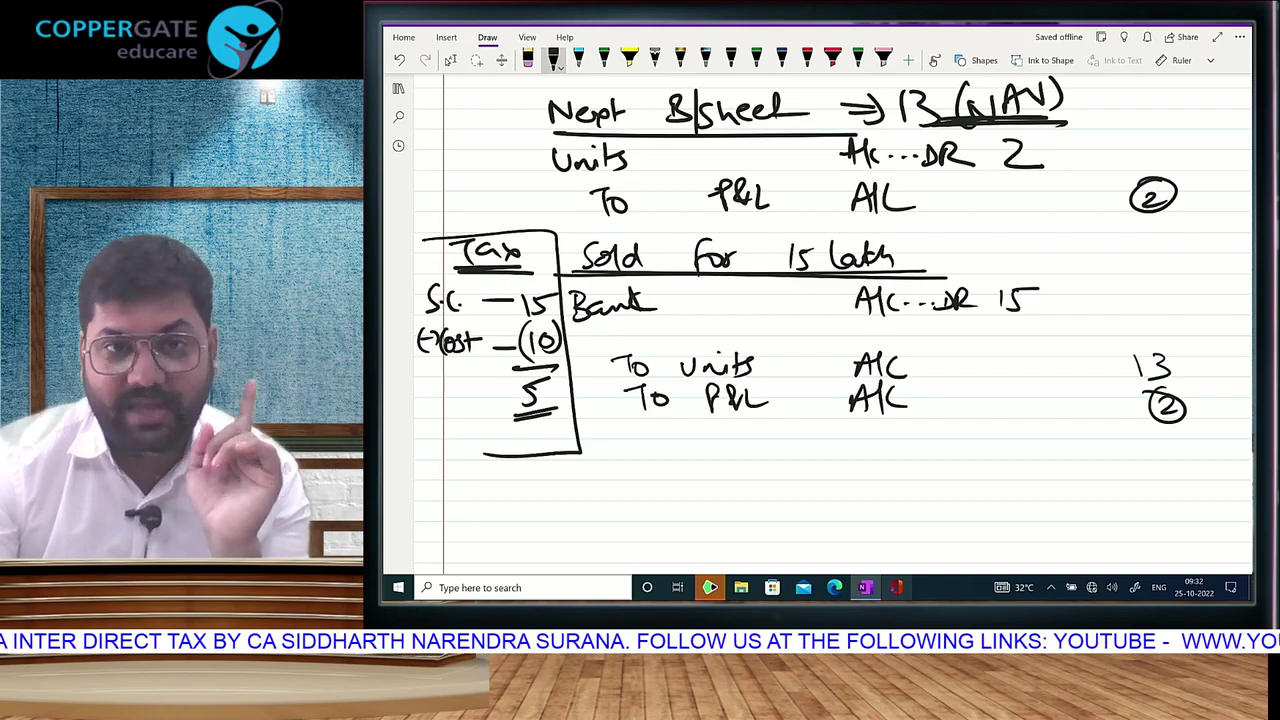 COPPERGATE
educare
Home Insert Draw View Help
Saved offline
Share
Shapes
Ink to Shape
Ink to Text
Ruler
Next B/Sheet ⇒ 13 (NAV)
Units A/c...DR 2
To P&L A/C 2
Tax
S.C. — 15
(-)Cost — (10)
5
Sold for 15 lakh
Bank A/C...DR 15
To Units A/C 13
To P&L A/C 2
Type here to search
32°C
ENG
09:32
25-10-2022
A INTER DIRECT TAX BY CA SIDDHARTH NARENDRA SURANA. FOLLOW US AT THE FOLLOWING LINKS: YOUTUBE - WWW.YO